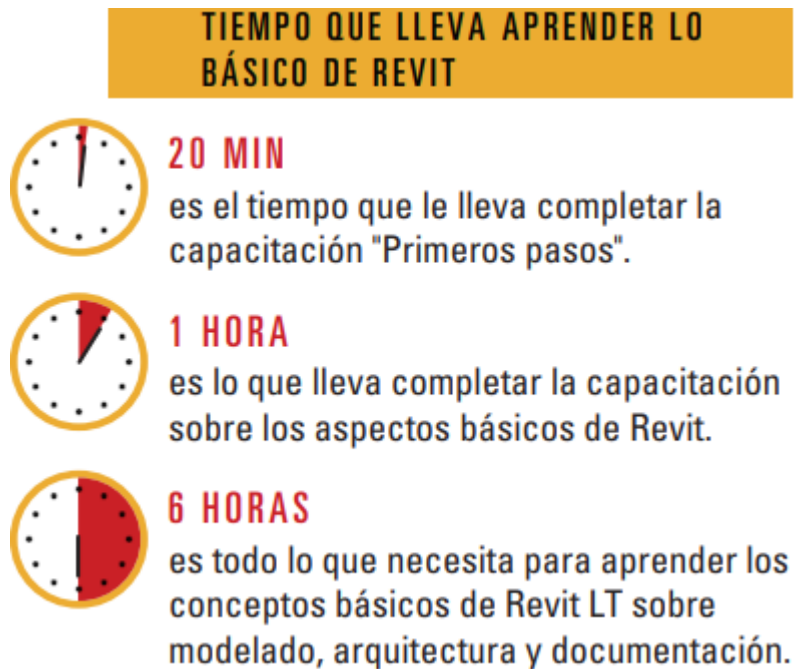 TIEMPO QUE LLEVA APRENDER LO
BÁSICO DE REVIT
20 MIN
es el tiempo que le lleva completar la
capacitación "Primeros pasos".
1 HORA
es lo que lleva completar la capacitación
sobre los aspectos básicos de Revit.
6 HORAS
es todo lo que necesita para aprender los
conceptos básicos de Revit LT sobre
modelado, arquitectura y documentación.